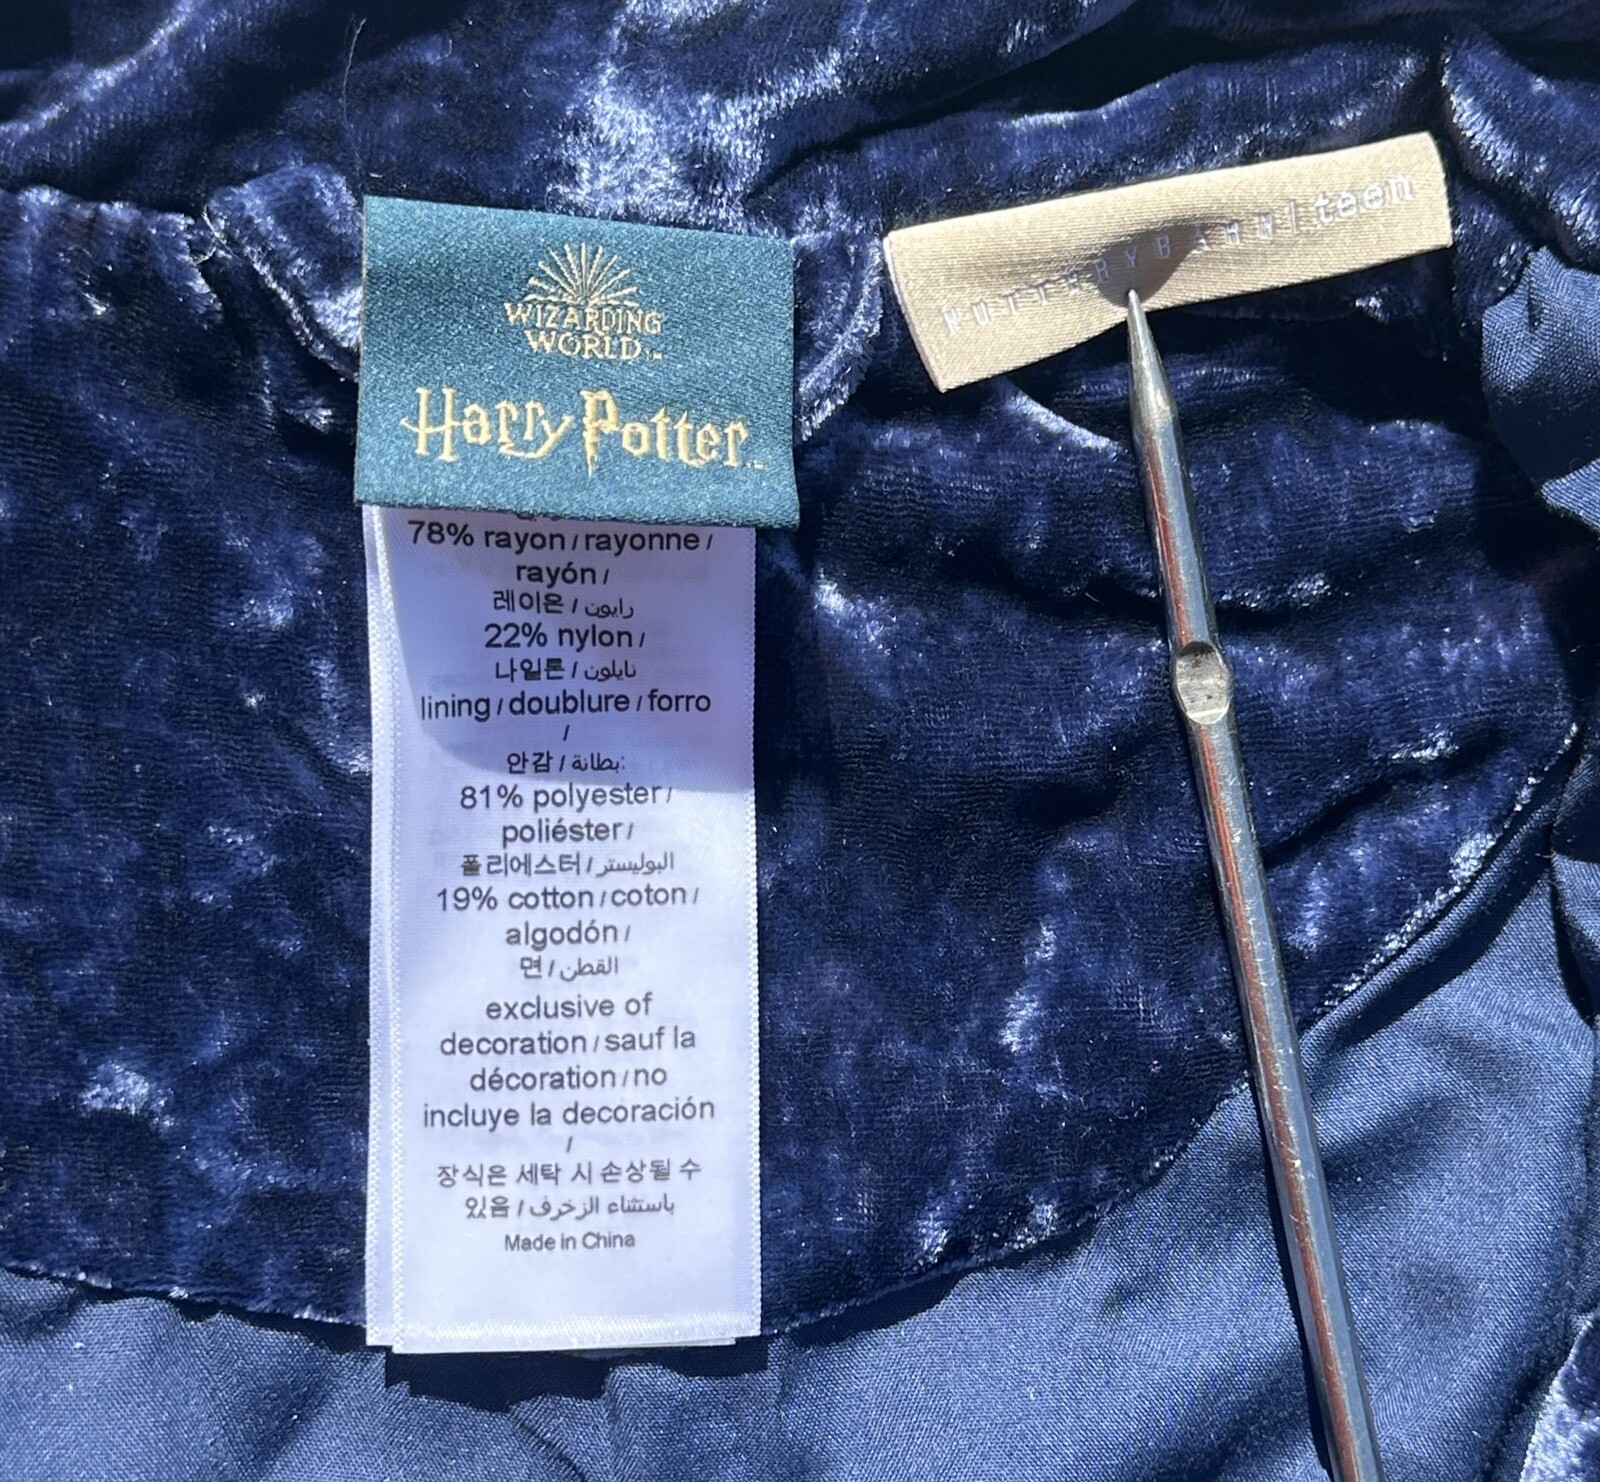 WIZARDING
WORLD™
Harry Potter™
POTTERYBARN|teen
78% rayon / rayonne /
rayón /
레이온 / رايون
22% nylon /
나일론 / نايلون
lining / doublure / forro
/
안감 / بطانة:
81% polyester /
poliéster /
폴리에스터 / البوليستر
19% cotton / coton /
algodón /
면 / القطن
exclusive of
decoration / sauf la
décoration / no
incluye la decoración
/
장식은 세탁 시 손상될 수
있음 / باستثناء الزخرف
Made in China